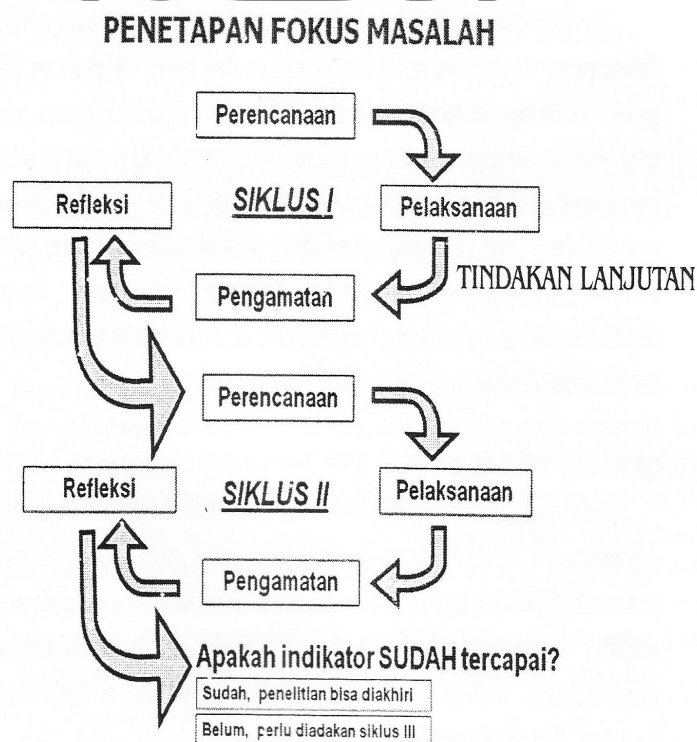 PENETAPAN FOKUS MASALAH
Perencanaan
Refleksi
SIKLUS I
Pelaksanaan
Pengamatan
TINDAKAN LANJUTAN
Perencanaan
Refleksi
SIKLUS II
Pelaksanaan
Pengamatan
Apakah indikator SUDAH tercapai?
Sudah, penelitian bisa diakhiri
Belum, perlu diadakan siklus III